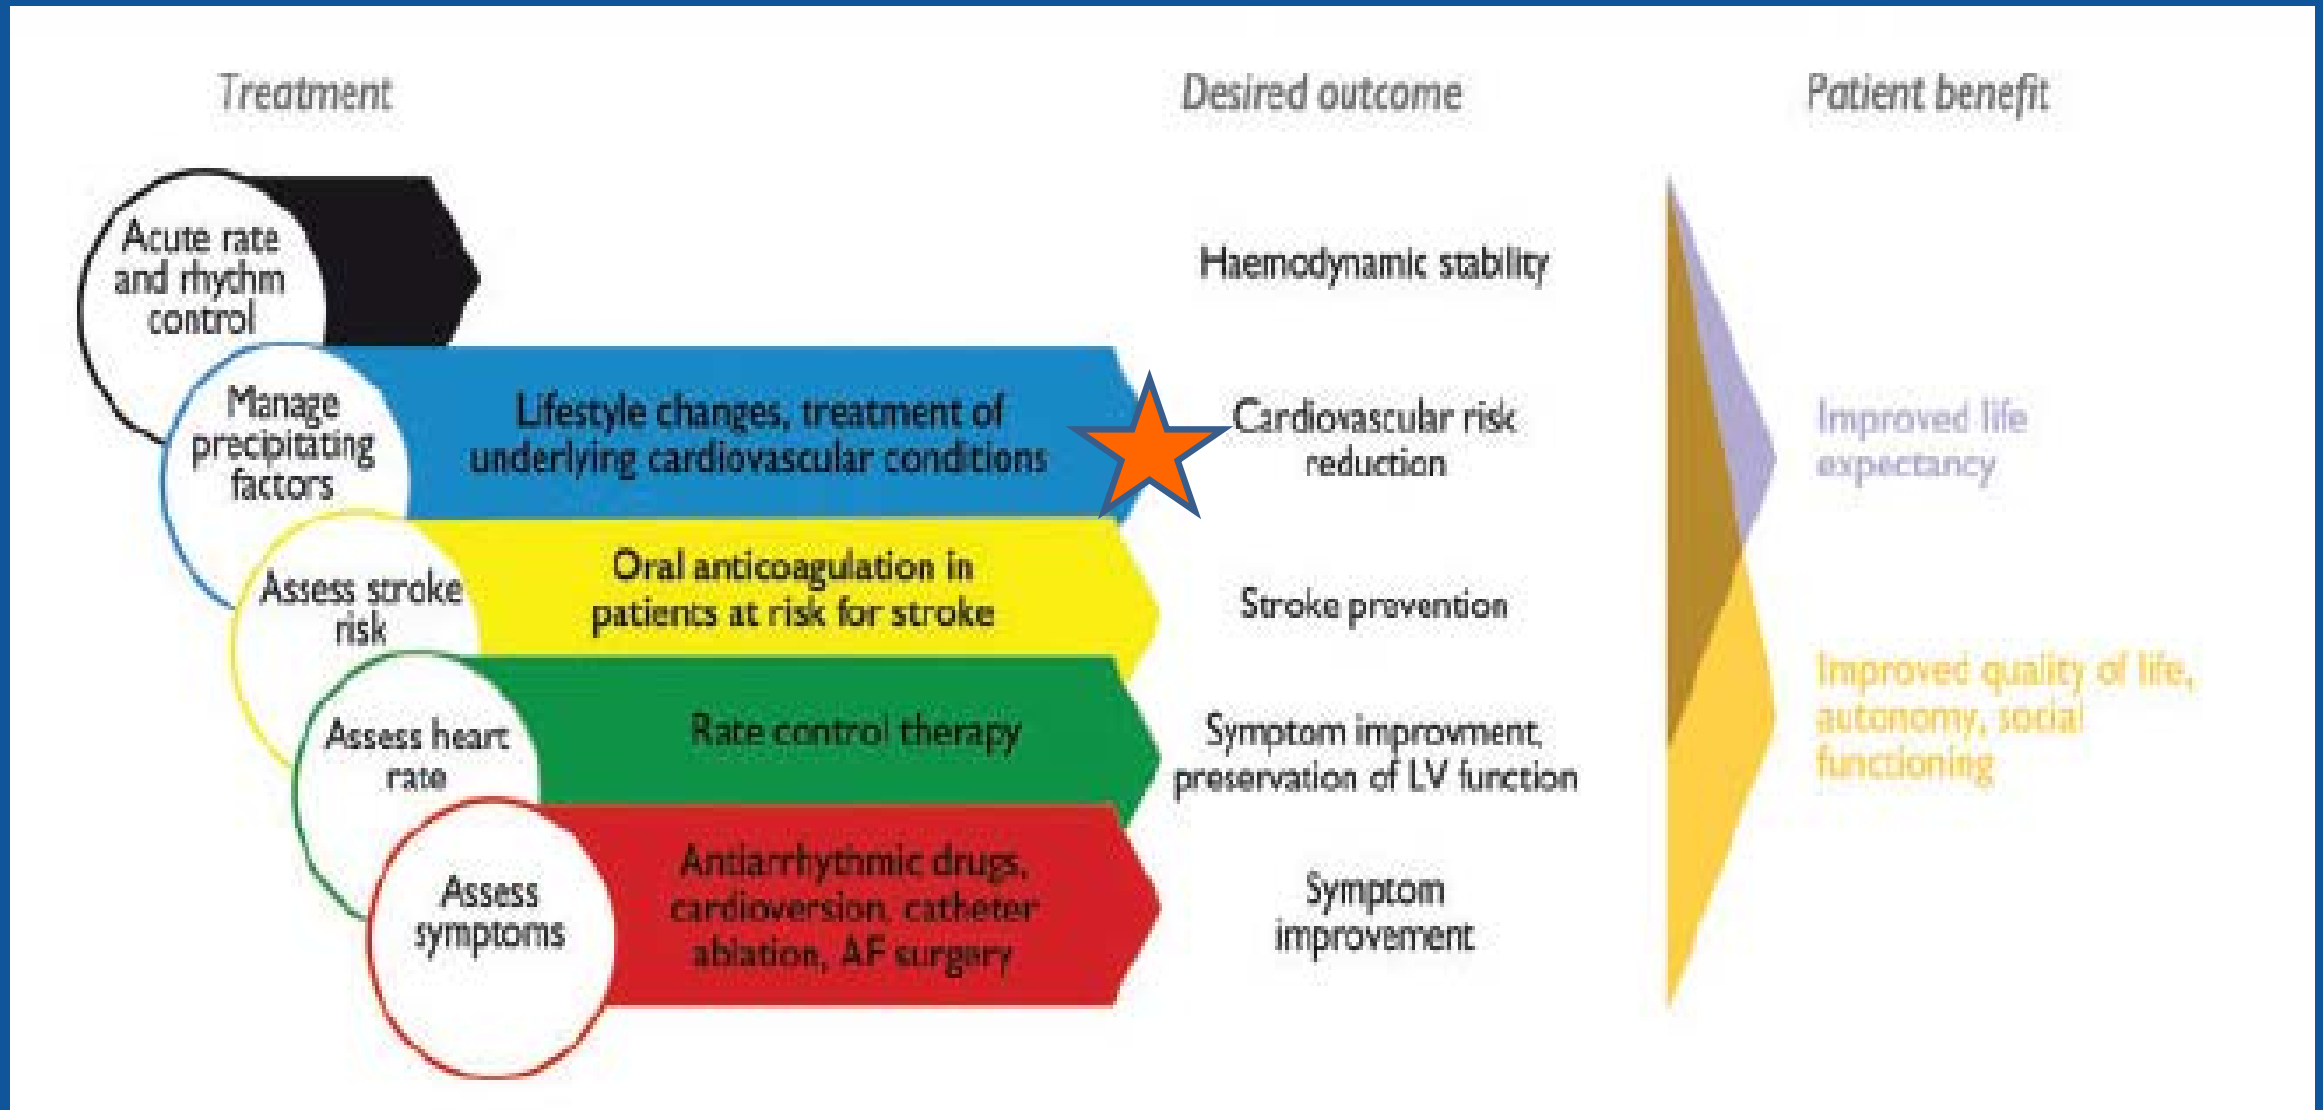 Treatment
Desired outcome
Patient benefit
Acute rate
and rhythm
control
Haemodynamic stability
Manage
precipitating
factors
Lifestyle changes, treatment of
underlying cardiovascular conditions
Cardiovascular risk
reduction
Improved life
expectancy
Assess stroke
risk
Oral anticoagulation in
patients at risk for stroke
Stroke prevention
Assess heart
rate
Rate control therapy
Symptom improvment,
preservation of LV function
Improved quality of life,
autonomy, social
functioning
Assess
symptoms
Antiarrhythmic drugs,
cardioversion, catheter
ablation, AF surgery
Symptom
improvement